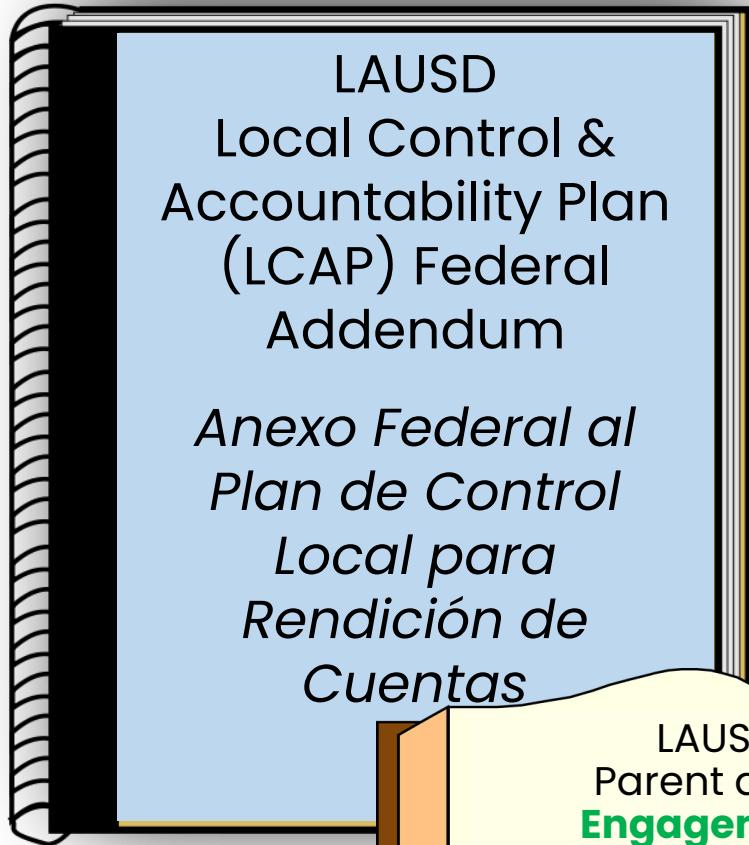 LAUSD
Local Control &
Accountability Plan
(LCAP) Federal
Addendum
Anexo Federal al
Plan de Control
Local para
Rendición de
Cuentas
Parent